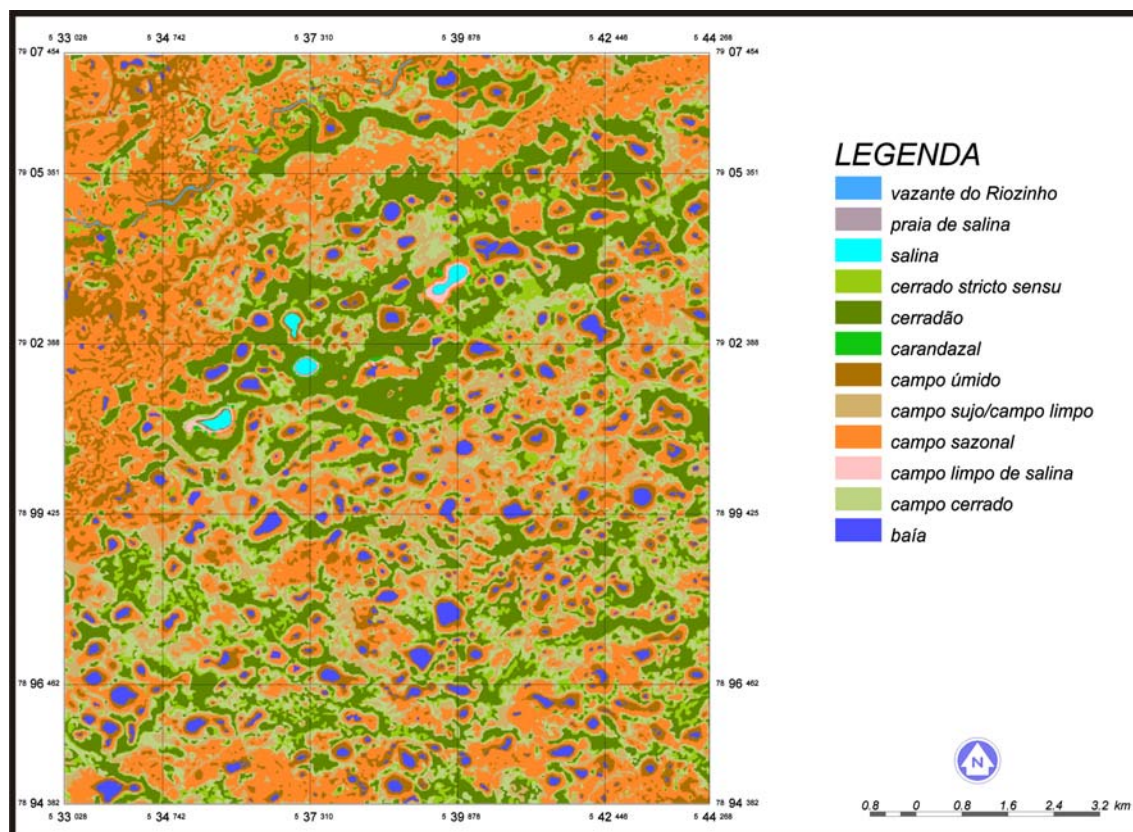 5 33 028 5 34 742 5 37 310 5 39 878 5 42 446 5 44 268
79 07 454 79 07 454
79 05 351 79 05 351
79 02 388 79 02 388
78 99 425 78 99 425
78 96 462 78 96 462
78 94 382 78 94 382
5 33 028 5 34 742 5 37 310 5 39 878 5 42 446 5 44 268
LEGENDA
vazante do Riozinho
praia de salina
salina
cerrado stricto sensu
cerradão
carandazal
campo úmido
campo sujo/campo limpo
campo sazonal
campo limpo de salina
campo cerrado
baía
N
0.8 0 0.8 1.6 2.4 3.2 km